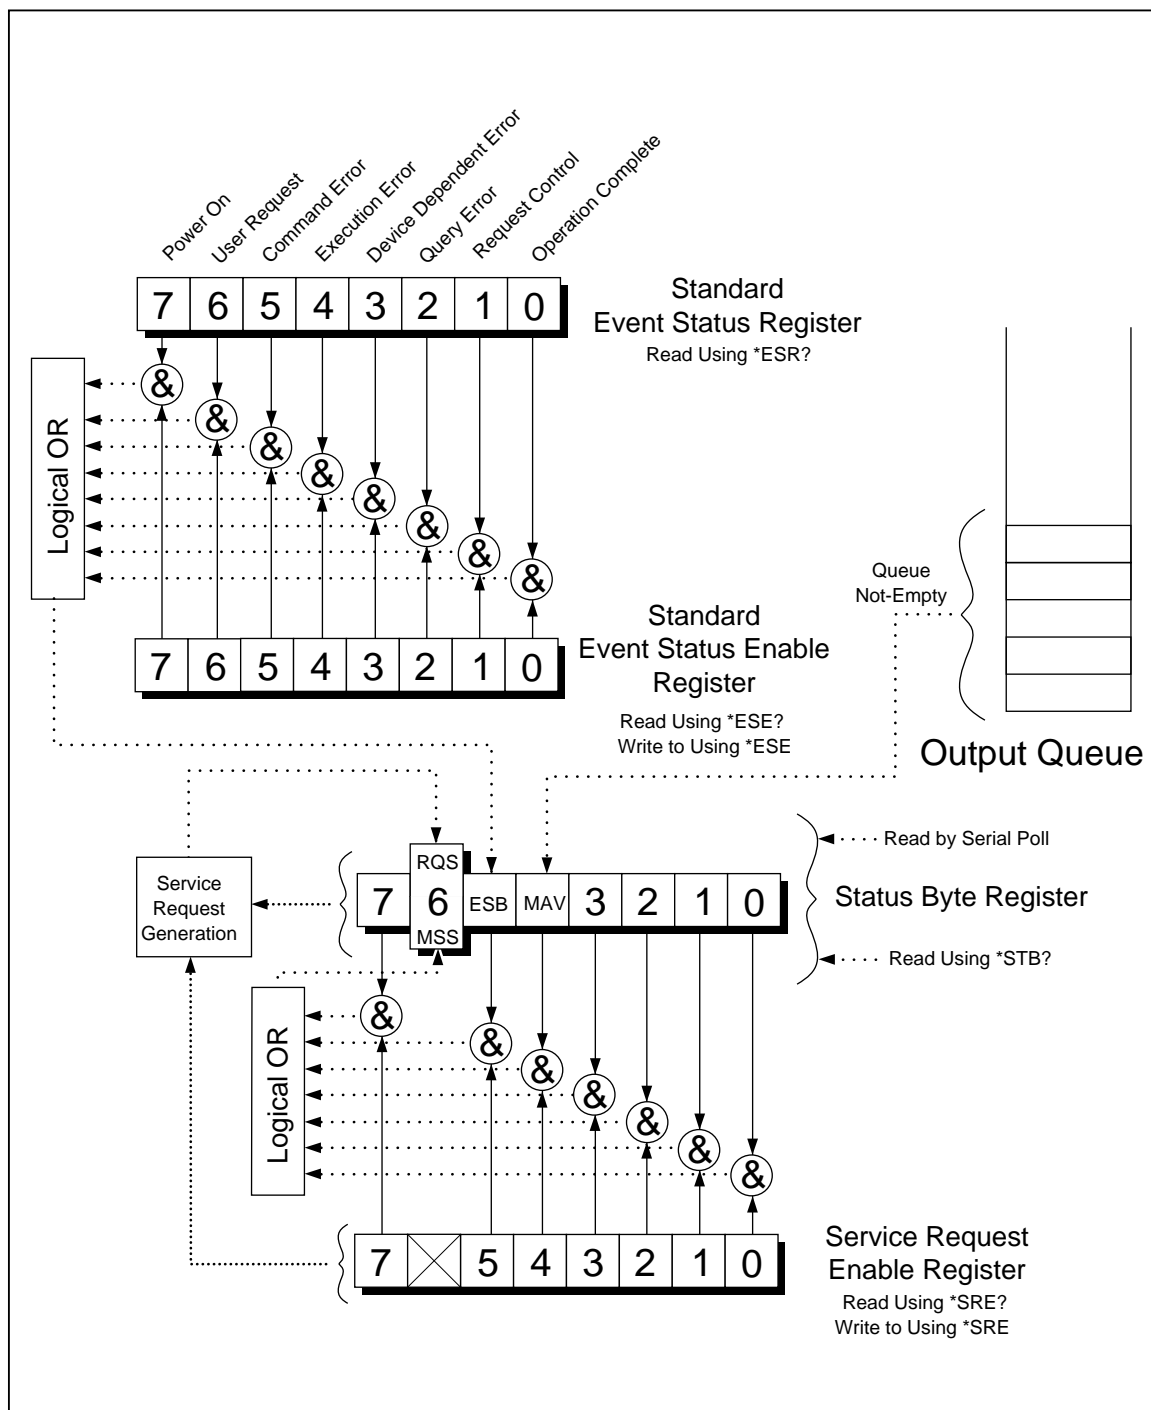 Power On
User Request
Command Error
Execution Error
Device Dependent Error
Query Error
Request Control
Operation Complete
7 6 5 4 3 2 1 0
Standard
Event Status Register
Read Using *ESR?
Logical OR
&
&
&
&
&
&
&
&
Queue
Not-Empty
Output Queue
7 6 5 4 3 2 1 0
Standard
Event Status Enable
Register
Read Using *ESE?
Write to Using *ESE
Service
Request
Generation
RQS
7 6 ESB MAV 3 2 1 0
MSS
Read by Serial Poll
Status Byte Register
Read Using *STB?
Logical OR
&
&
&
&
&
&
&
7 5 4 3 2 1 0
Service Request
Enable Register
Read Using *SRE?
Write to Using *SRE